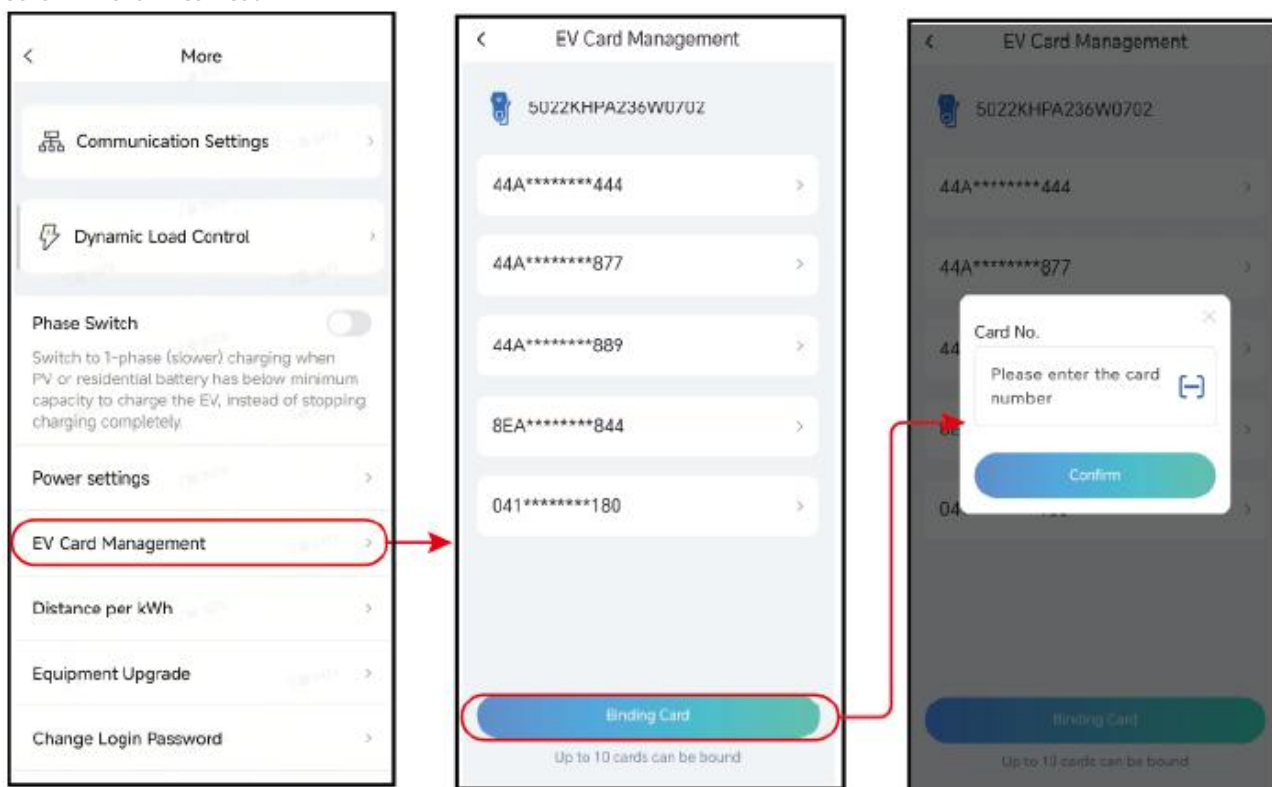 More
Communication Settings
Dynamic Load Control
Phase Switch
Switch to 1-phase (slower) charging when
PV or residential battery has below minimum
capacity to charge the EV, instead of stopping
charging completely.
Power settings
EV Card Management
Distance per kWh
Equipment Upgrade
Change Login Password
EV Card Management
5022KHPA236W0702
44A********444
44A********877
44A********889
8EA********844
041********180
Binding Card
Up to 10 cards can be bound
EV Card Management
5022KHPA236W0702
44A********444
44A********877
44
Card No.
Please enter the card
number
8E
Confirm
04
Binding Card
Up to 10 cards can be bound